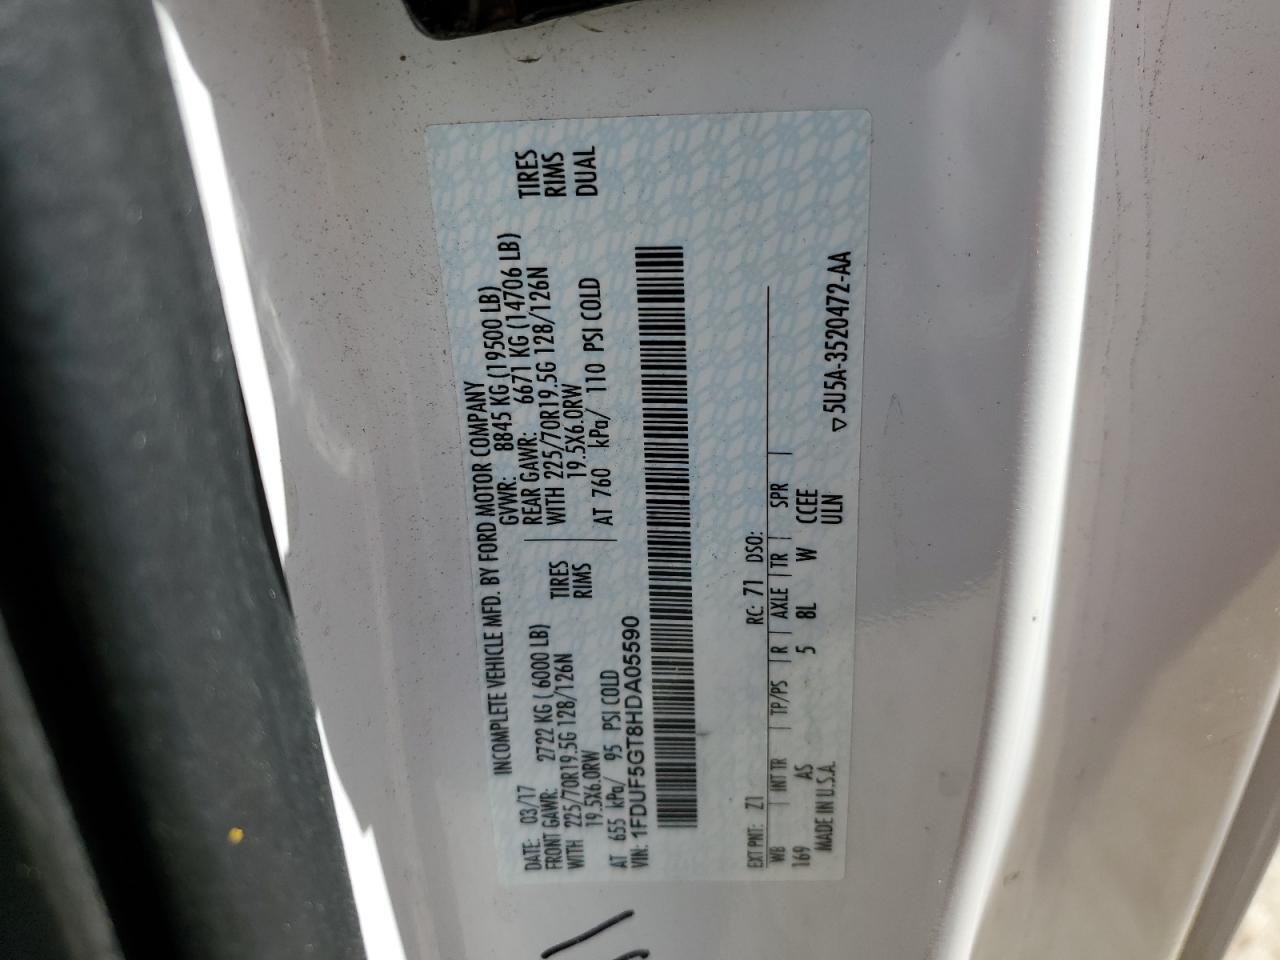 INCOMPLETE VEHICLE MFD. BY FORD MOTOR COMPANY
DATE: 03/17 GVWR: 8845 KG (19500 LB)
FRONT GAWR: 2722 KG ( 6000 LB) REAR GAWR: 6671 KG (14706 LB)
WITH 225/70R19.5G 128/126N TIRES WITH 225/70R19.5G 128/126N TIRES
19.5X6.0RW RIMS 19.5X6.0RW RIMS
AT 655 kPa/ 95 PSI COLD AT 760 kPa/ 110 PSI COLD DUAL
VIN: 1FDUF5GT8HDA05590
EXT PNT: Z1 RC: 71 DSO:
WB INT TR TP/PS R AXLE TR SPR
169 AS 5 8L W CCEE
MADE IN U.S.A. ULN
▽5U5A-3520472-AA